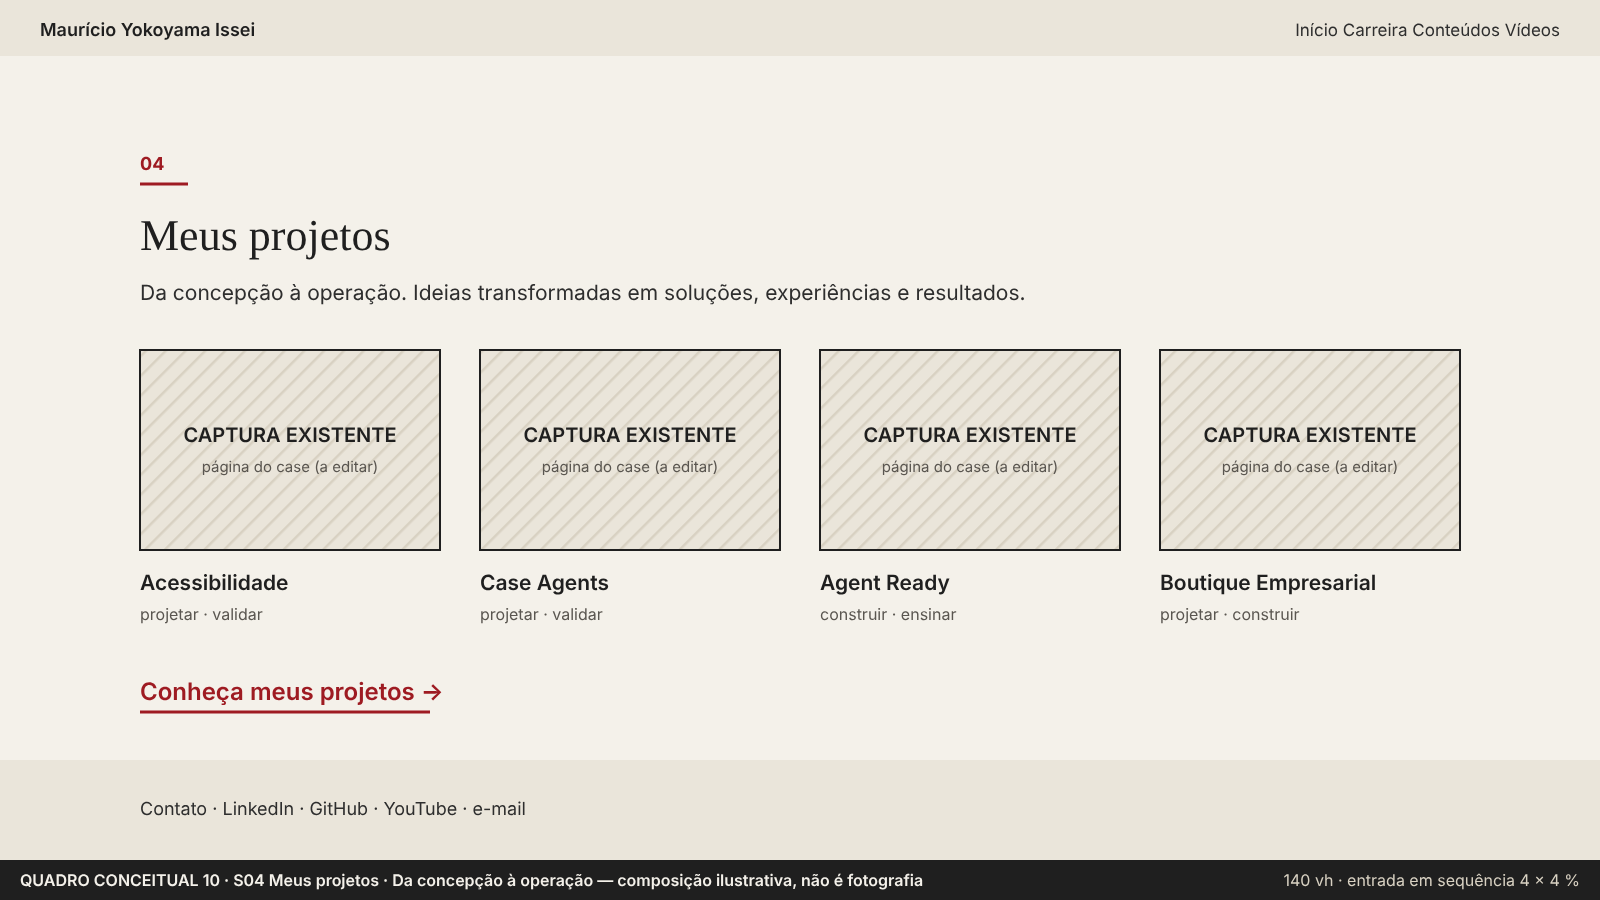 Maurício Yokoyama Issei
Início Carreira Conteúdos Vídeos
04
Meus projetos
Da concepção à operação. Ideias transformadas em soluções, experiências e resultados.
CAPTURA EXISTENTE
página do case (a editar)
CAPTURA EXISTENTE
página do case (a editar)
CAPTURA EXISTENTE
página do case (a editar)
CAPTURA EXISTENTE
página do case (a editar)
Acessibilidade
projetar · validar
Case Agents
projetar · validar
Agent Ready
construir · ensinar
Boutique Empresarial
projetar · construir
Conheça meus projetos →
Contato · LinkedIn · GitHub · YouTube · e-mail
QUADRO CONCEITUAL 10 · S04 Meus projetos · Da concepção à operação — composição ilustrativa, não é fotografia
140 vh · entrada em sequência 4 × 4 %